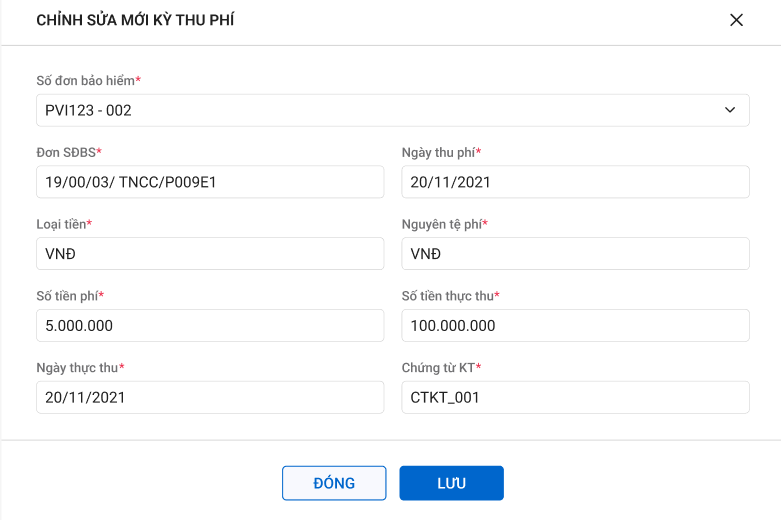 CHỈNH SỬA MỚI KỲ THU PHÍ
Số đơn bảo hiểm*
PVI123 - 002
Đơn SĐBS*
Ngày thu phí*
19/00/03/ TNCC/P009E1
20/11/2021
Loại tiền*
Nguyên tệ phí*
VNĐ
VNĐ
Số tiền phí*
Số tiền thực thu*
5.000.000
100.000.000
Ngày thực thu*
Chứng từ KT*
20/11/2021
CTKT_001
ĐÓNG
LƯU